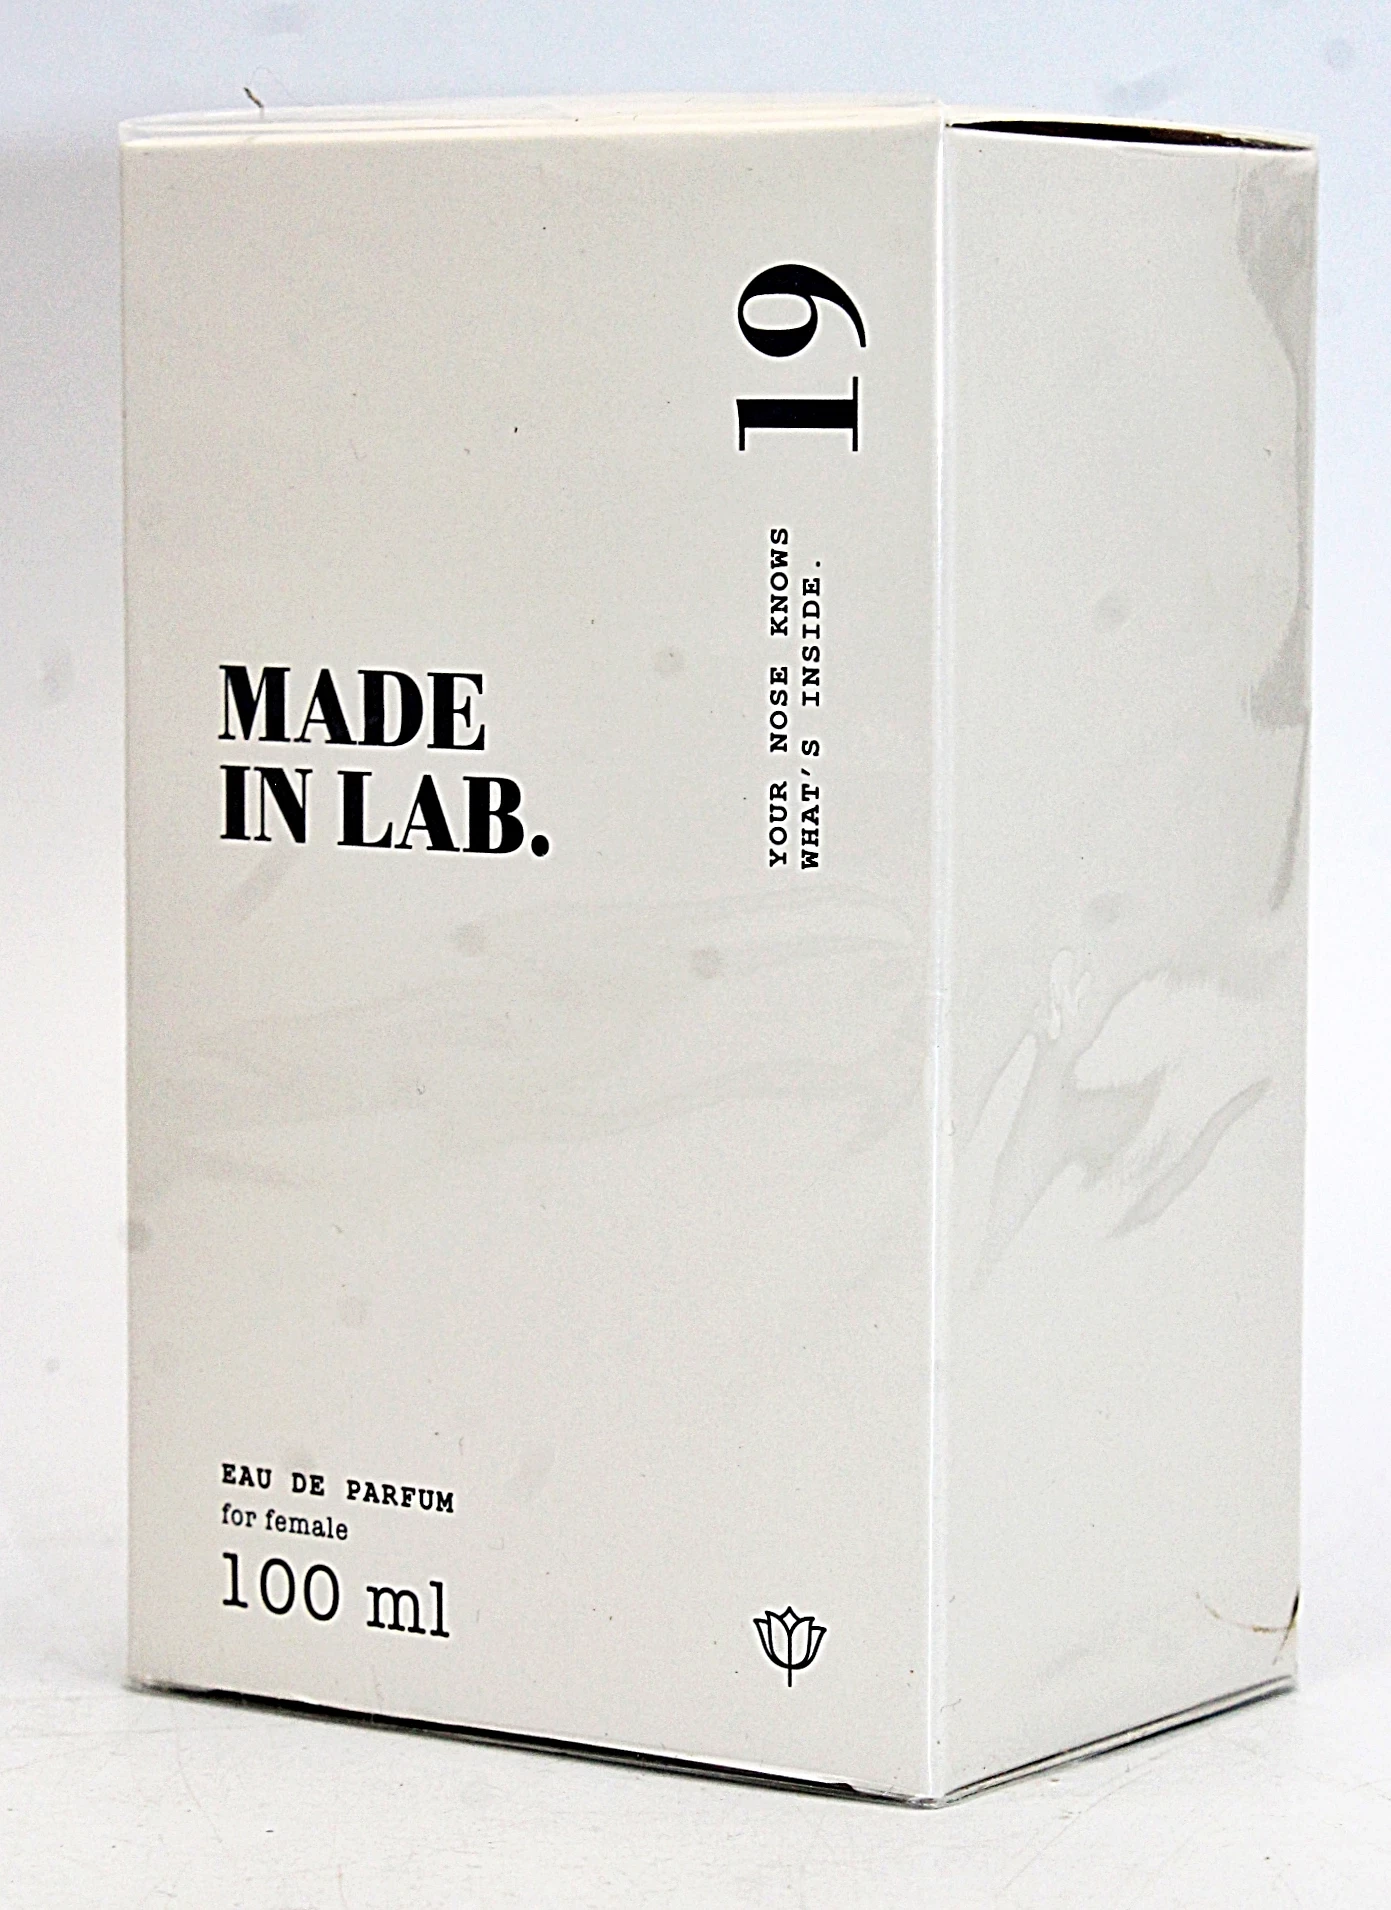 19
YOUR NOSE KNOWS
WHAT'S INSIDE.
MADE
IN LAB.
EAU DE PARFUM
for female
100 ml